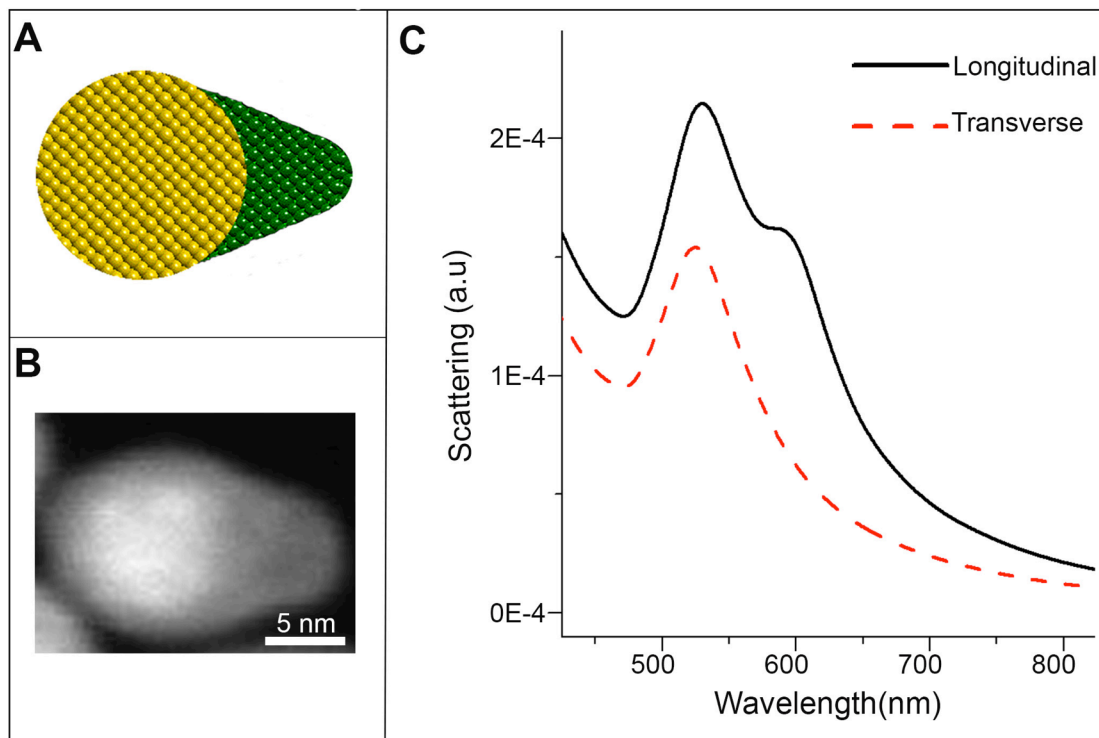 A
B
5 nm
C
Longitudinal
Transverse
Scattering (a.u)
2E-4
1E-4
0E-4
500
600
700
800
Wavelength(nm)